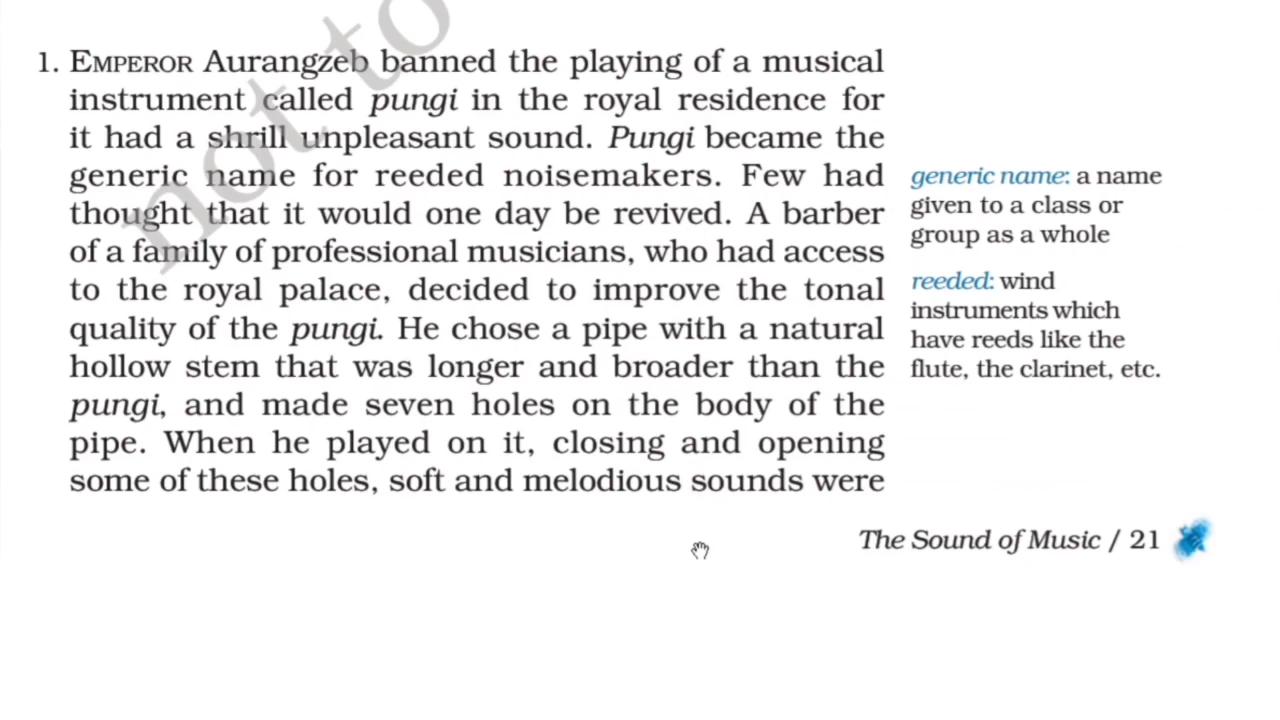 1. EMPEROR Aurangzeb banned the playing of a musical
instrument called pungi in the royal residence for
it had a shrill unpleasant sound. Pungi became the
generic name for reeded noisemakers. Few had
thought that it would one day be revived. A barber
of a family of professional musicians, who had access
to the royal palace, decided to improve the tonal
quality of the pungi. He chose a pipe with a natural
hollow stem that was longer and broader than the
pungi, and made seven holes on the body of the
pipe. When he played on it, closing and opening
some of these holes, soft and melodious sounds were
generic name: a name
given to a class or
group as a whole
reeded: wind
instruments which
have reeds like the
flute, the clarinet, etc.
The Sound of Music / 21
not to